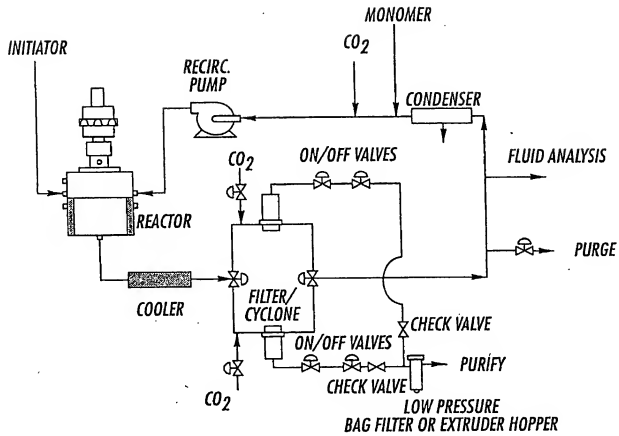 MONOMER
INITIATOR
CO2
RECIRC.
PUMP
CONDENSER
CO2
ON/OFF VALVES
FLUID ANALYSIS
REACTOR
PURGE
COOLER
FILTER/
CYCLONE
CHECK VALVE
ON/OFF VALVES
PURIFY
CHECK VALVE
CO2
LOW PRESSURE
BAG FILTER OR EXTRUDER HOPPER